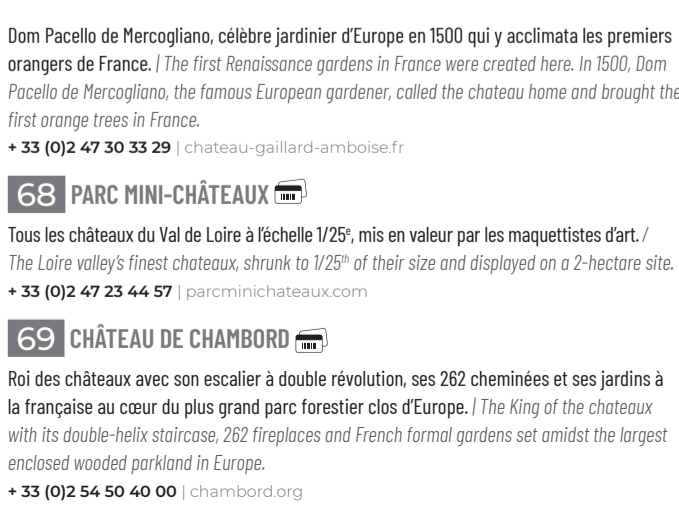 Dom Pacello de Mercogliano, célèbre jardinier d'Europe en 1500 qui y acclimata les premiers
orangers de France. | The first Renaissance gardens in France were created here. In 1500, Dom
Pacello de Mercogliano, the famous European gardener, called the chateau home and brought the
first orange trees in France.
+ 33 (0)2 47 30 33 29 | chateau-gaillard-amboise.fr
68 PARC MINI-CHÂTEAUX
Tous les châteaux du Val de Loire à l'échelle 1/25e, mis en valeur par les maquettistes d'art. /
The Loire valley's finest chateaux, shrunk to 1/25th of their size and displayed on a 2-hectare site.
+ 33 (0)2 47 23 44 57 | parcminichateaux.com
69 CHÂTEAU DE CHAMBORD
Roi des châteaux avec son escalier à double révolution, ses 262 cheminées et ses jardins à
la française au cœur du plus grand parc forestier clos d'Europe. | The King of the chateaux
with its double-helix staircase, 262 fireplaces and French formal gardens set amidst the largest
enclosed wooded parkland in Europe.
+ 33 (0)2 54 50 40 00 | chambord.org